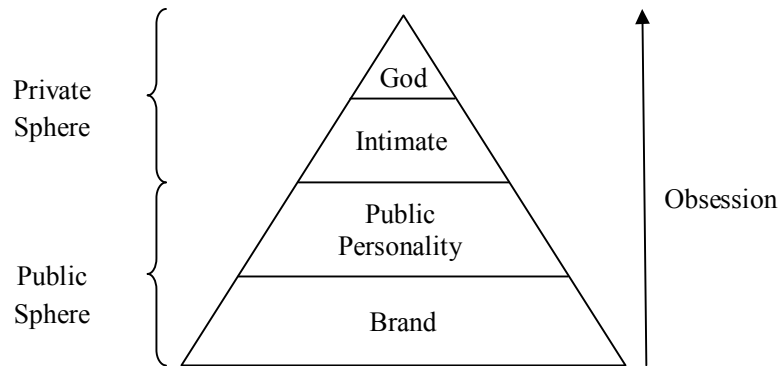 God
Private
Sphere
Intimate
Public
Personality
Obsession
Public
Sphere
Brand